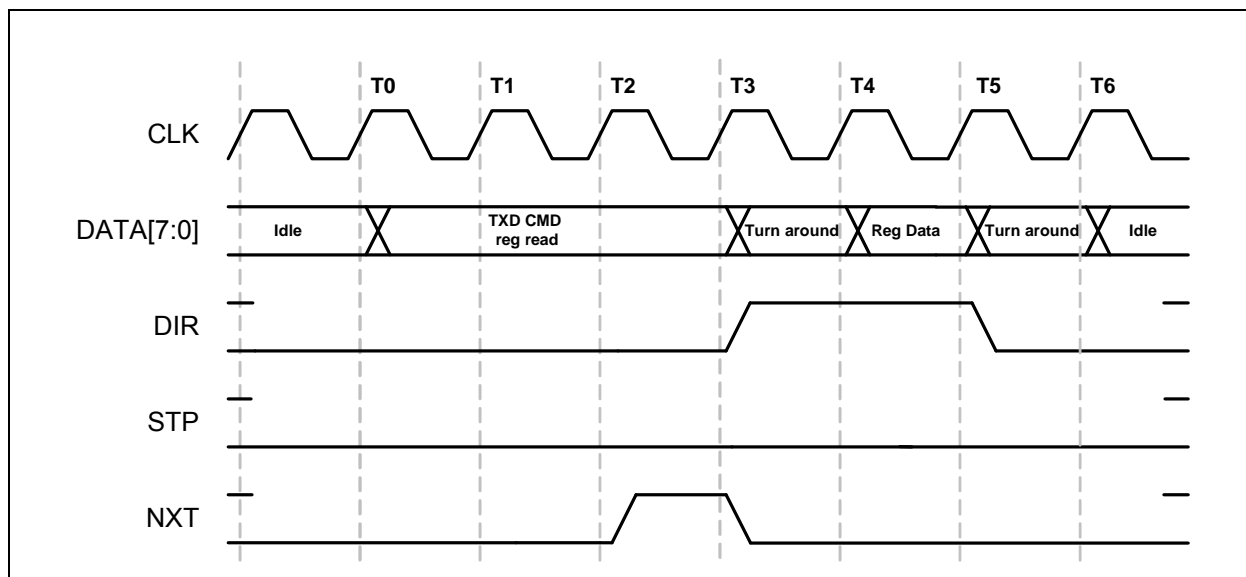 T0 T1 T2 T3 T4 T5 T6
CLK
DATA[7:0] Idle TXD CMD Turn around Reg Data Turn around Idle
reg read
DIR
STP
NXT